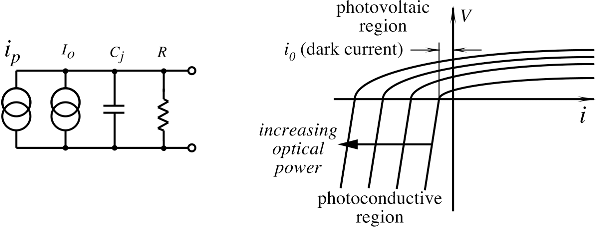 i_p I_o C_j R
photovoltaic
region
V
i_0 (dark current)
i
increasing
optical
power
photoconductive
region